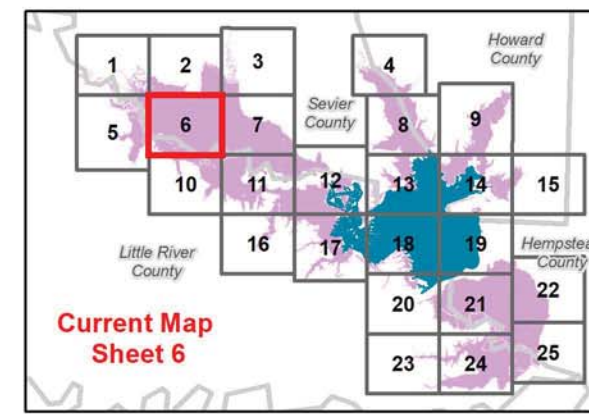 1 2 3 4
Howard
County
5 6 7
Sevier
County
8 9
10 11 12 13 14 15
Little River
County
16 17 18 19
Hempstea
County
20 21 22
23 24 25
Current Map
Sheet 6